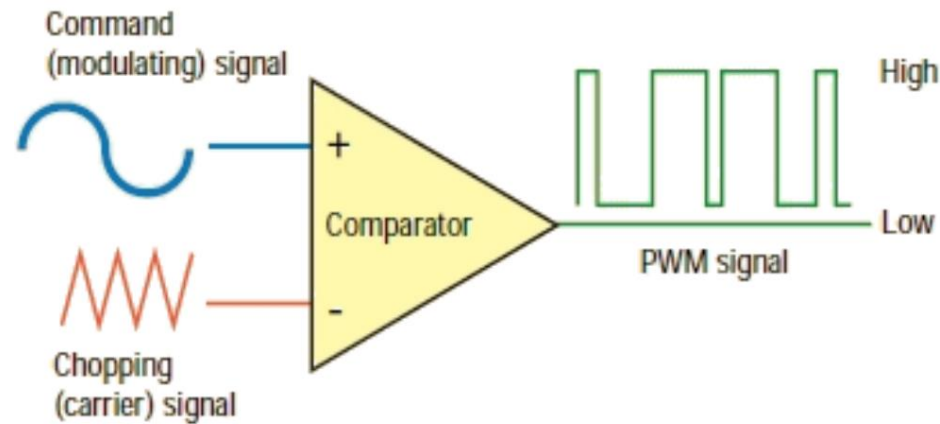 Command
(modulating) signal
+
Comparator
-
Chopping
(carrier) signal
High
Low
PWM signal